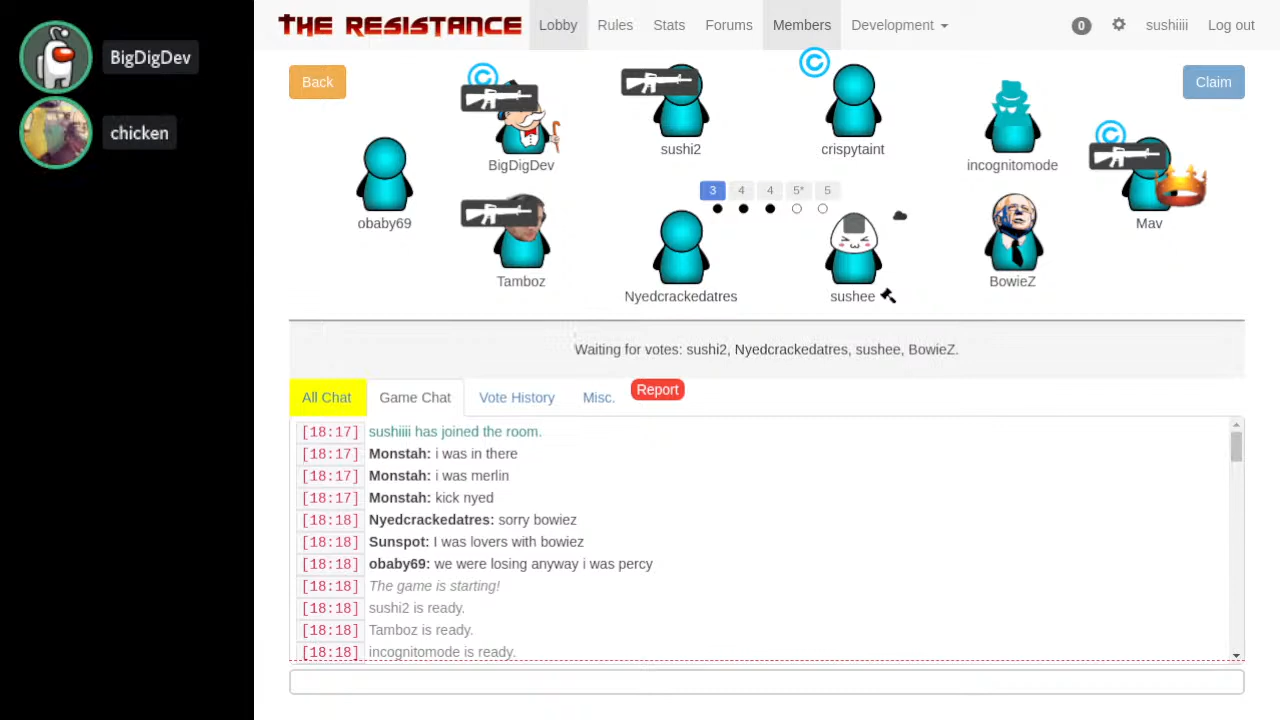 BigDigDev
chicken
THE RESISTANCE Lobby Rules Stats Forums Members Development 0 sushiiii Log out
Back
Claim
BigDigDev
sushi2
crispytaint
incognitomode
obaby69
Mav
3 4 4 5* 5
Tamboz
Nyedcrackedatres
sushee
BowieZ
Waiting for votes: sushi2, Nyedcrackedatres, sushee, BowieZ.
All Chat Game Chat Vote History Misc. Report
[18:17] sushiiii has joined the room.
[18:17] Monstah: i was in there
[18:17] Monstah: i was merlin
[18:17] Monstah: kick nyed
[18:18] Nyedcrackedatres: sorry bowiez
[18:18] Sunspot: I was lovers with bowiez
[18:18] obaby69: we were losing anyway i was percy
[18:18] The game is starting!
[18:18] sushi2 is ready.
[18:18] Tamboz is ready.
[18:18] incognitomode is ready.